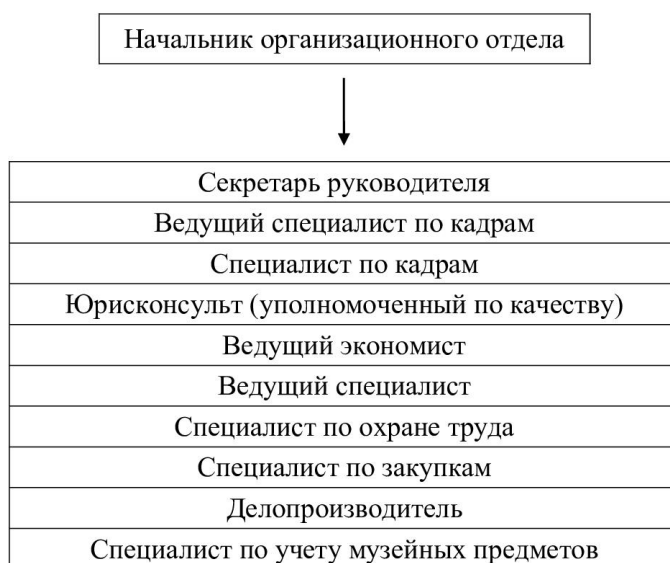 Начальник организационного отдела
Секретарь руководителя
Ведущий специалист по кадрам
Специалист по кадрам
Юрисконсульт (уполномоченный по качеству)
Ведущий экономист
Ведущий специалист
Специалист по охране труда
Специалист по закупкам
Делопроизводитель
Специалист по учету музейных предметов